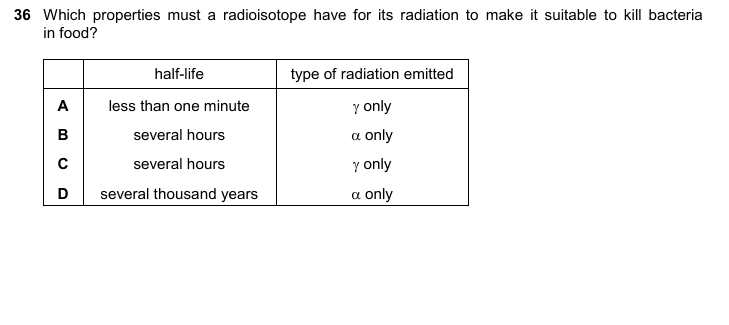 36 Which properties must a radioisotope have for its radiation to make it suitable to kill bacteria
in food?
half-life type of radiation emitted
A less than one minute γ only
B several hours α only
C several hours γ only
D several thousand years α only